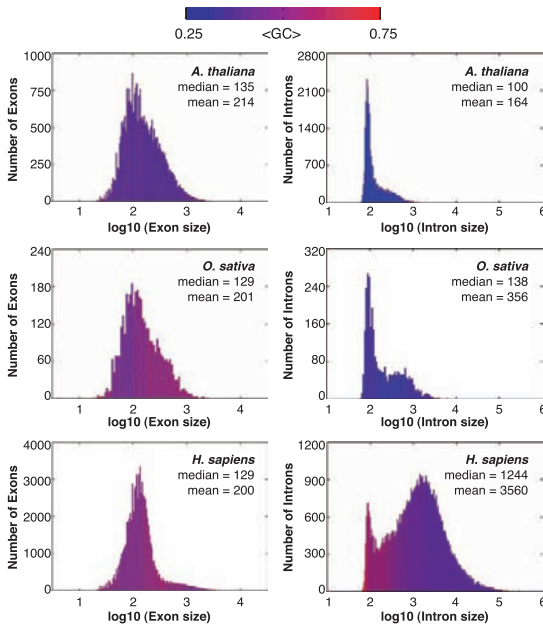 0.25 0.75
<GC>
1000
750
500
250
0
Number of Exons
A. thaliana
median = 135
mean = 214
1 2 3 4
log10 (Exon size)
2800
2100
1400
700
0
Number of Introns
A. thaliana
median = 100
mean = 164
1 2 3 4 5 6
log10 (Intron size)
240
180
120
60
0
Number of Exons
O. sativa
median = 129
mean = 201
1 2 3 4
log10 (Exon size)
320
240
160
80
0
Number of Introns
O. sativa
median = 138
mean = 356
1 2 3 4 5 6
log10 (Intron size)
4000
3000
2000
1000
0
Number of Exons
H. sapiens
median = 129
mean = 200
1 2 3 4
log10 (Exon size)
1200
900
600
300
0
Number of Introns
H. sapiens
median = 1244
mean = 3560
1 2 3 4 5 6
log10 (Intron size)